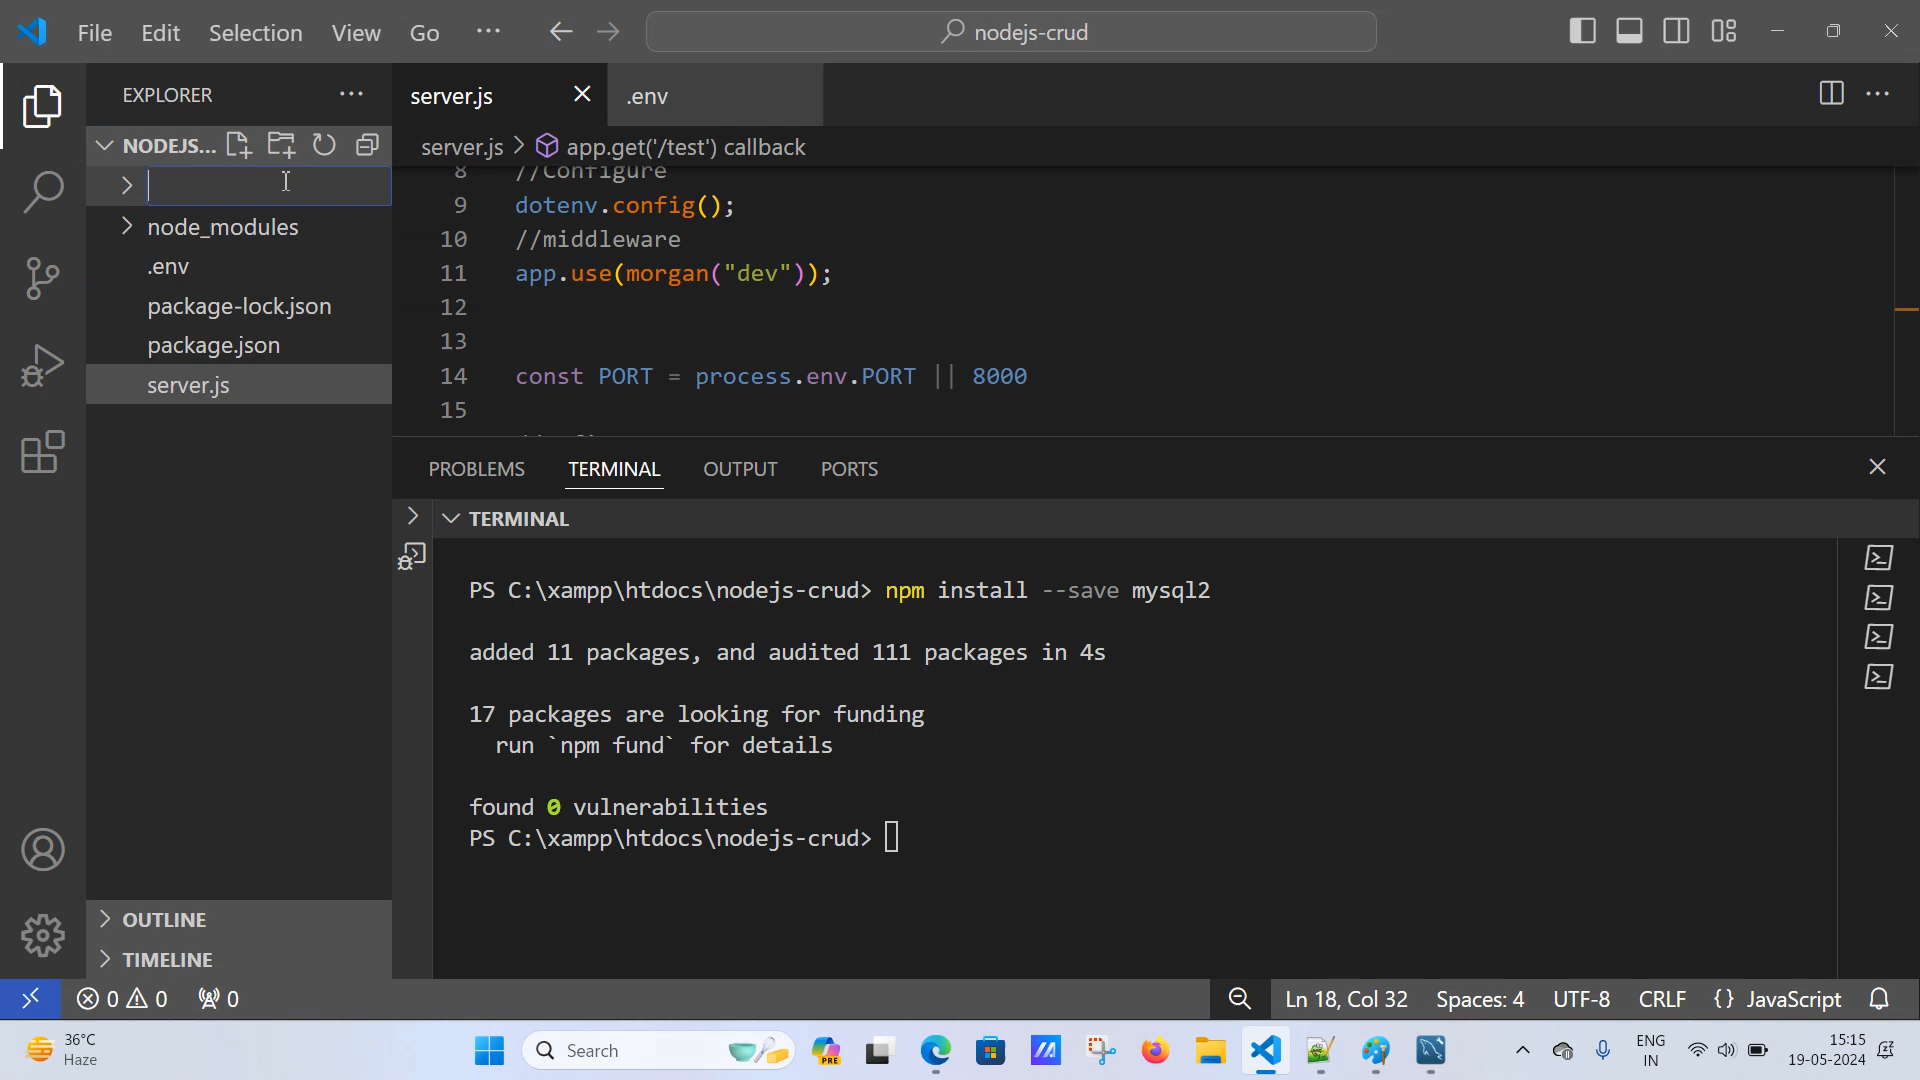 File Edit Selection View Go ··· nodejs-crud
EXPLORER
NODEJS...
node_modules
.env
package-lock.json
package.json
server.js
OUTLINE
TIMELINE
server.js .env
server.js > app.get('/test') callback
8 //Configure
9 dotenv.config();
10 //middleware
11 app.use(morgan("dev"));
12
13
14 const PORT = process.env.PORT || 8000
15
PROBLEMS TERMINAL OUTPUT PORTS
TERMINAL
PS C:\xampp\htdocs\nodejs-crud> npm install --save mysql2
added 11 packages, and audited 111 packages in 4s
17 packages are looking for funding
run `npm fund` for details
found 0 vulnerabilities
PS C:\xampp\htdocs\nodejs-crud>
0 0 0 Ln 18, Col 32 Spaces: 4 UTF-8 CRLF {} JavaScript
36°C
Haze
Search
PRE
ENG
IN
15:15
19-05-2024